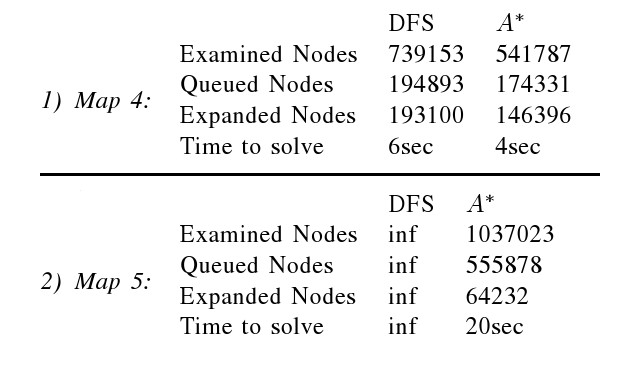 DFS A*
Examined Nodes 739153 541787
Queued Nodes 194893 174331
1) Map 4:
Expanded Nodes 193100 146396
Time to solve 6sec 4sec
DFS A*
Examined Nodes inf 1037023
Queued Nodes inf 555878
2) Map 5:
Expanded Nodes inf 64232
Time to solve inf 20sec